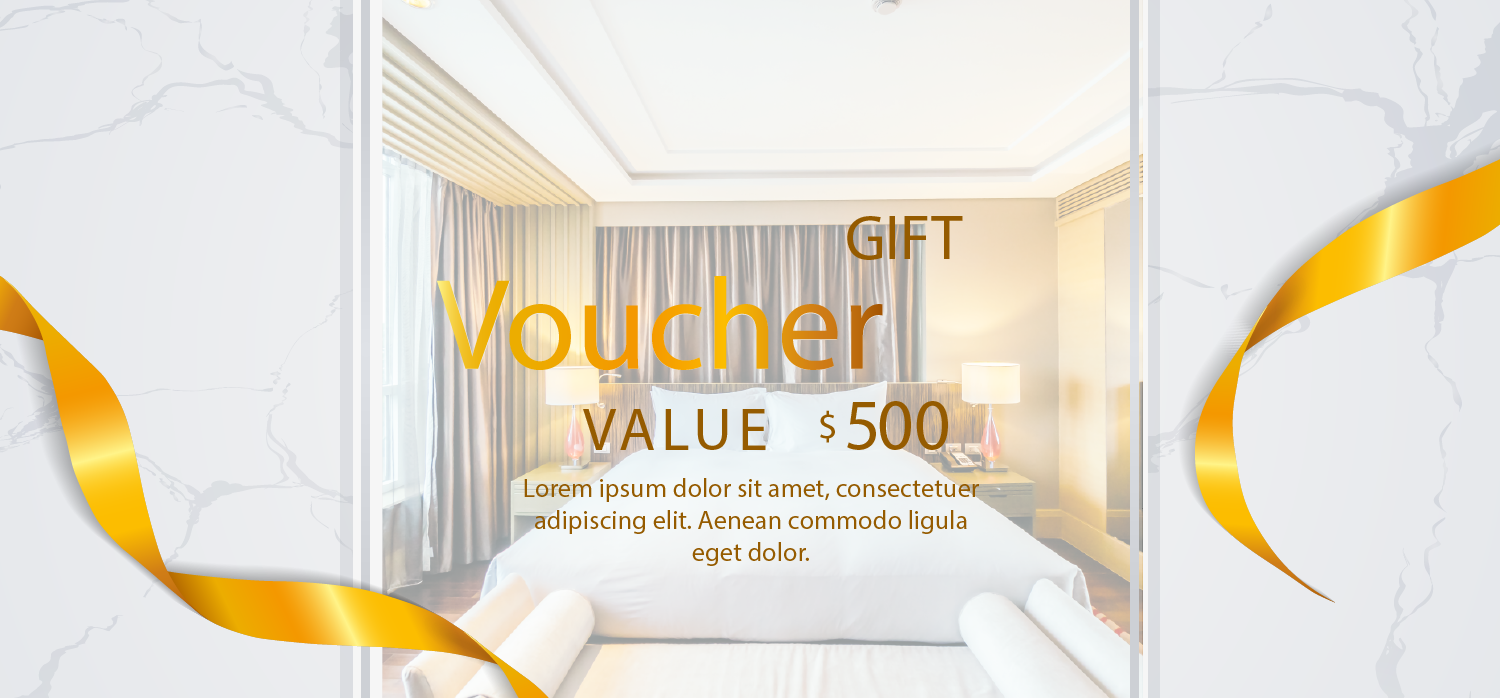 GIFT
Voucher
VALUE $500
Lorem ipsum dolor sit amet, consectetuer
adipiscing elit. Aenean commodo ligula
eget dolor.